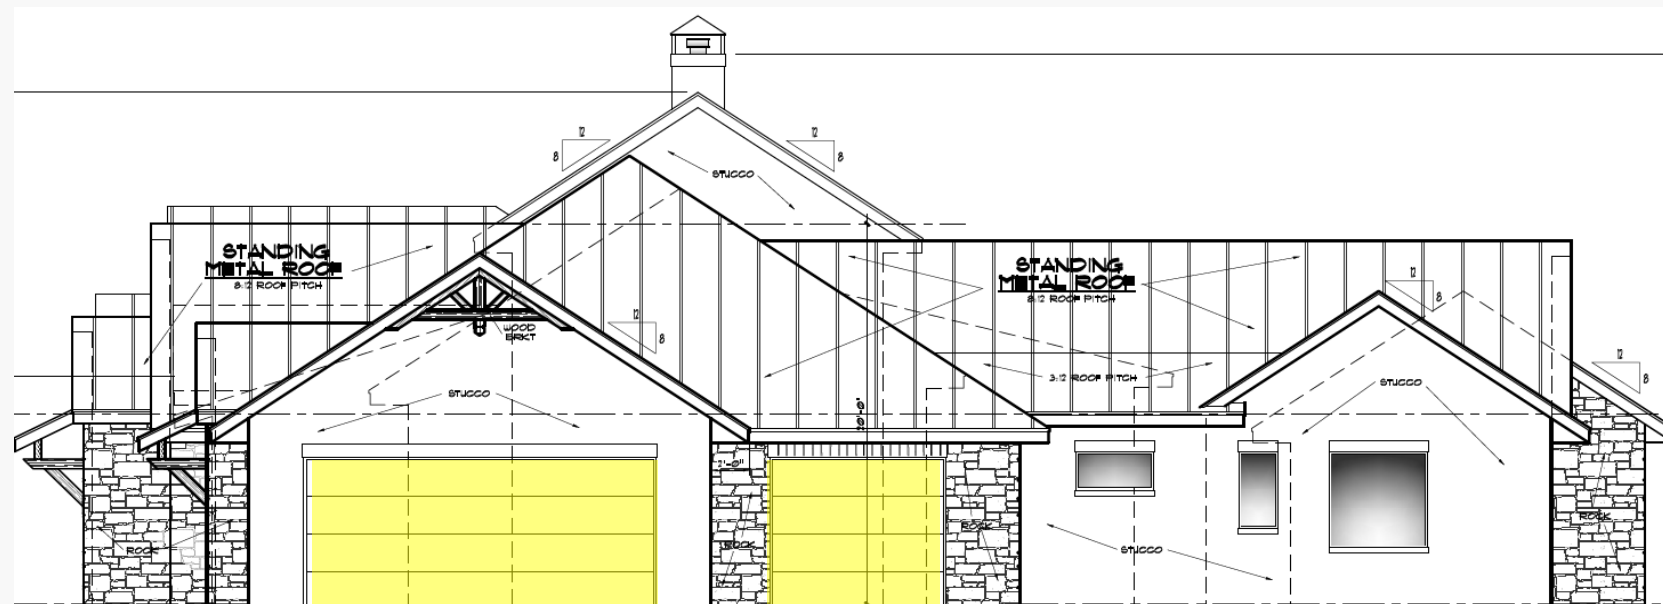 12
8
12
8
STUCCO
STANDING
METAL ROOF
8:12 ROOF PITCH
STANDING
METAL ROOF
8:12 ROOF PITCH
12
8
12
8
WOOD
BRKT
12
8
3:12 ROOF PITCH
STUCCO
STUCCO
10'-0"
2'-0"
ROCK
ROCK
ROCK
ROCK
STUCCO